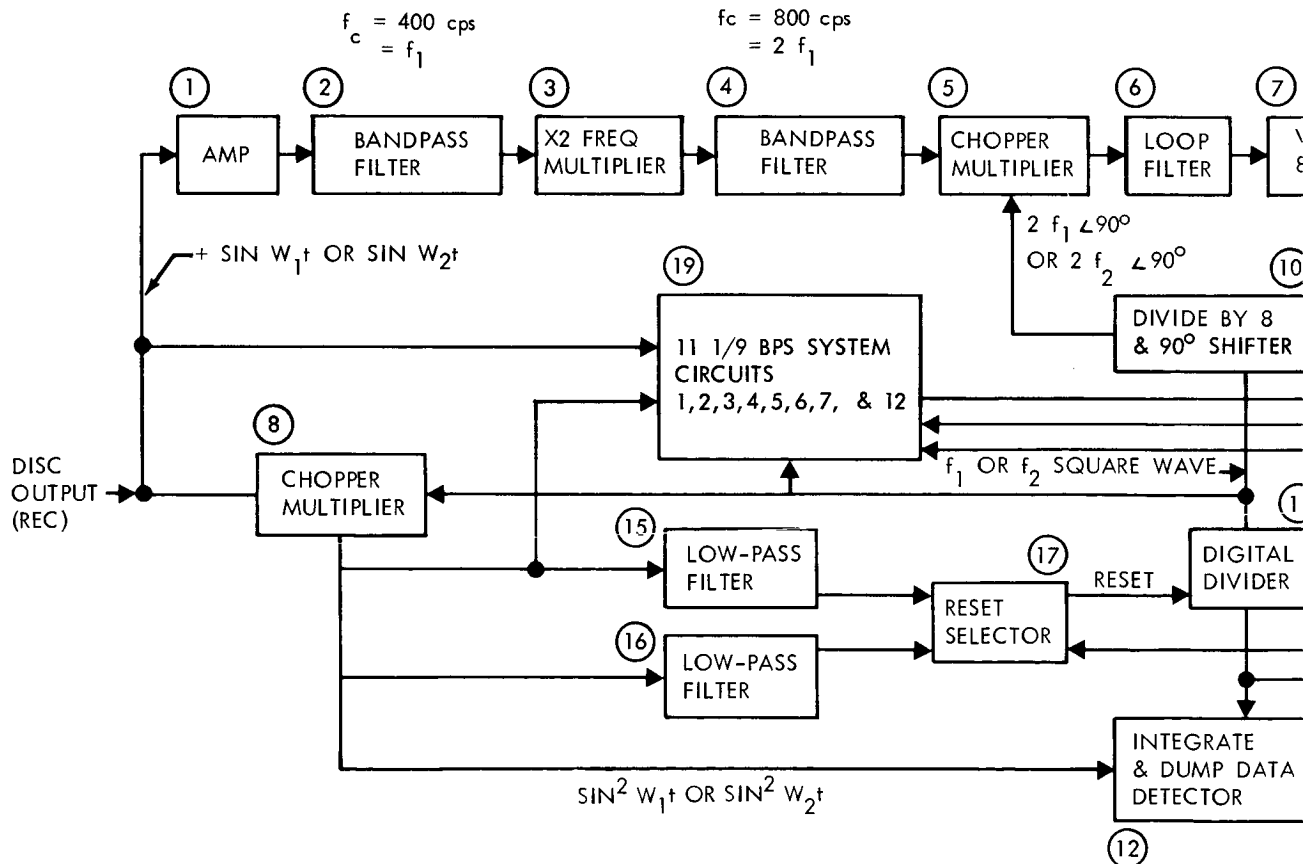 f_c = 400 cps
= f_1
fc = 800 cps
= 2 f_1
1
2
3
4
5
6
7
AMP
BANDPASS
FILTER
X2 FREQ
MULTIPLIER
BANDPASS
FILTER
CHOPPER
MULTIPLIER
LOOP
FILTER
V
8
2 f_1 ∠90°
OR 2 f_2 ∠90°
+ SIN W_1t OR SIN W_2t
19
10
11 1/9 BPS SYSTEM
CIRCUITS
1,2,3,4,5,6,7, & 12
DIVIDE BY 8
& 90° SHIFTER
8
DISC
OUTPUT
(REC)
CHOPPER
MULTIPLIER
f_1 OR f_2 SQUARE WAVE
15
LOW-PASS
FILTER
17
RESET
SELECTOR
RESET
1
DIGITAL
DIVIDER
16
LOW-PASS
FILTER
INTEGRATE
& DUMP DATA
DETECTOR
SIN² W_1t OR SIN² W_2t
12